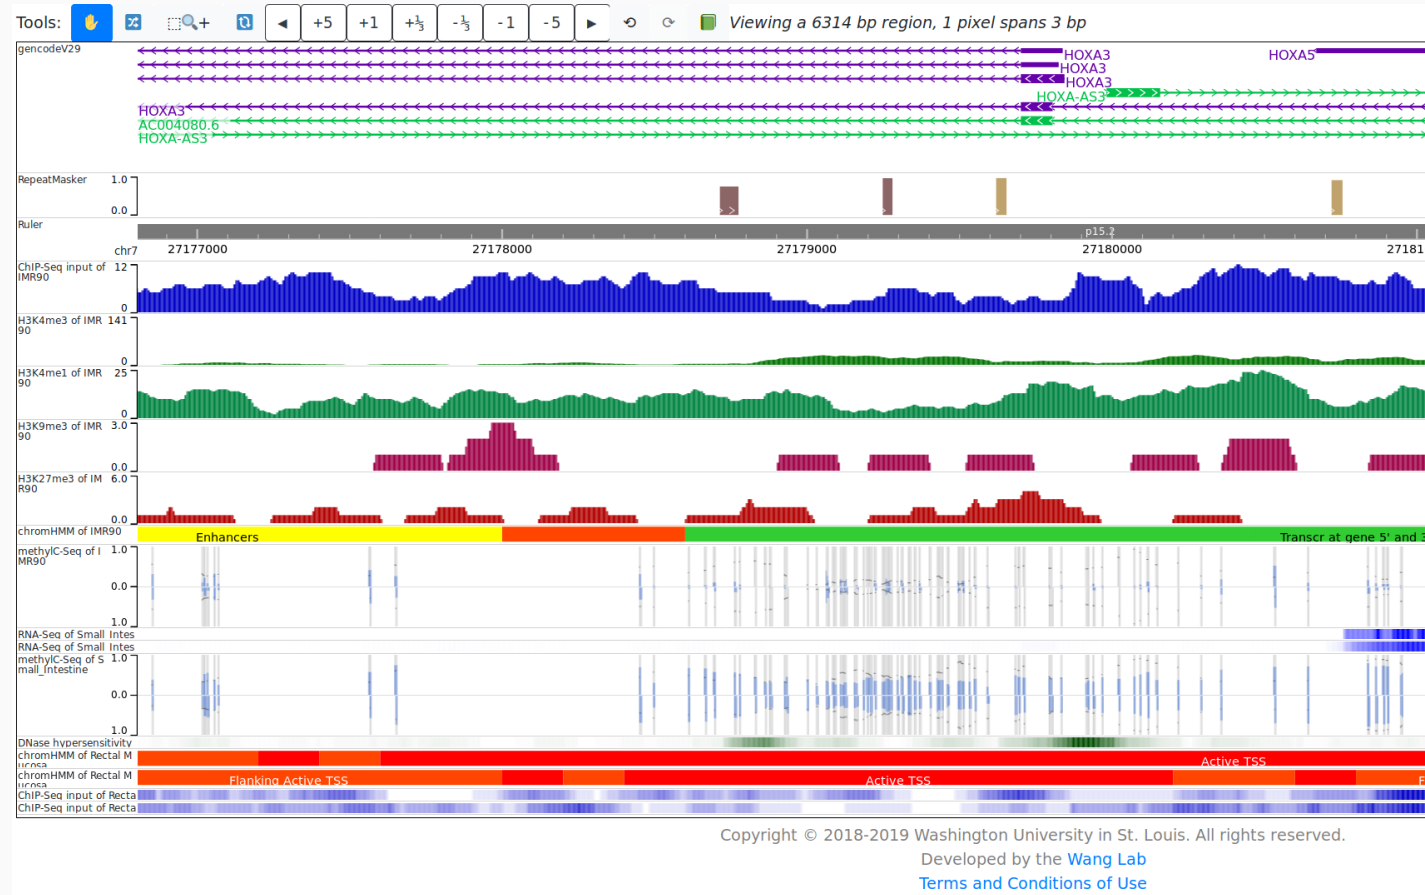 Tools: + ◄ +5 +1 +⅓ -⅓ -1 -5 ► ⟲ ⟳ Viewing a 6314 bp region, 1 pixel spans 3 bp
gencodeV29
HOXA3 HOXA5
HOXA3
HOXA3
HOXA-AS3
HOXA3
AC004080.6
HOXA-AS3
RepeatMasker 1.0
0.0
Ruler
p15.2
chr7 27177000 27178000 27179000 27180000 27181
ChIP-Seq input of 12
IMR90
0
H3K4me3 of IMR 141
90
0
H3K4me1 of IMR 25
90
0
H3K9me3 of IMR 3.0
90
0.0
H3K27me3 of IM 6.0
R90
0.0
chromHMM of IMR90
Enhancers Transcr at gene 5' and 3
methylC-Seq of I 1.0
MR90
0.0
1.0
RNA-Seq of Small Intes
RNA-Seq of Small Intes
methylC-Seq of S 1.0
mall_Intestine
0.0
1.0
DNase hypersensitivity
chromHMM of Rectal M
ucosa
Active TSS
chromHMM of Rectal M
ucosa
Flanking Active TSS Active TSS F
ChIP-Seq input of Recta
ChIP-Seq input of Recta
Copyright © 2018-2019 Washington University in St. Louis. All rights reserved.
Developed by the Wang Lab
Terms and Conditions of Use